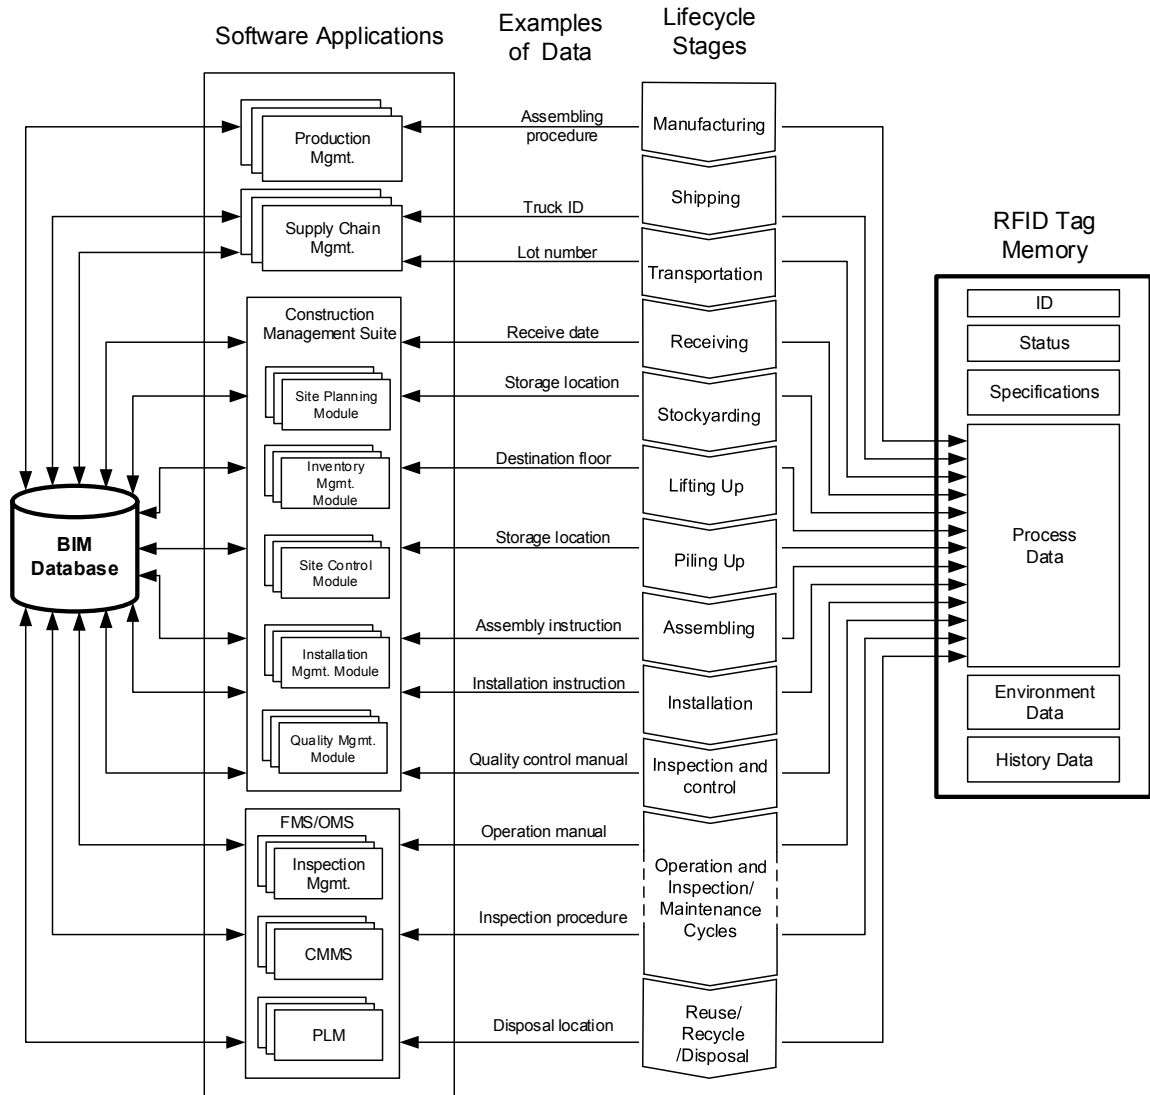 Software Applications
Examples
of Data
Lifecycle
Stages
Production
Mgmt.
Assembling
procedure
Manufacturing
Supply Chain
Mgmt.
Truck ID
Shipping
Lot number
Transportation
RFID Tag
Memory
ID
Status
Specifications
Process
Data
Environment
Data
History Data
Construction
Management Suite
Receive date
Receiving
Site Planning
Module
Storage location
Stockyarding
Inventory
Mgmt.
Module
Destination floor
Lifting Up
BIM
Database
Site Control
Module
Storage location
Piling Up
Installation
Mgmt. Module
Assembly instruction
Assembling
Installation instruction
Installation
Quality Mgmt.
Module
Quality control manual
Inspection and
control
FMS/OMS
Inspection
Mgmt.
Operation manual
Operation and
Inspection/
Maintenance
Cycles
CMMS
Inspection procedure
PLM
Disposal location
Reuse/
Recycle
/Disposal